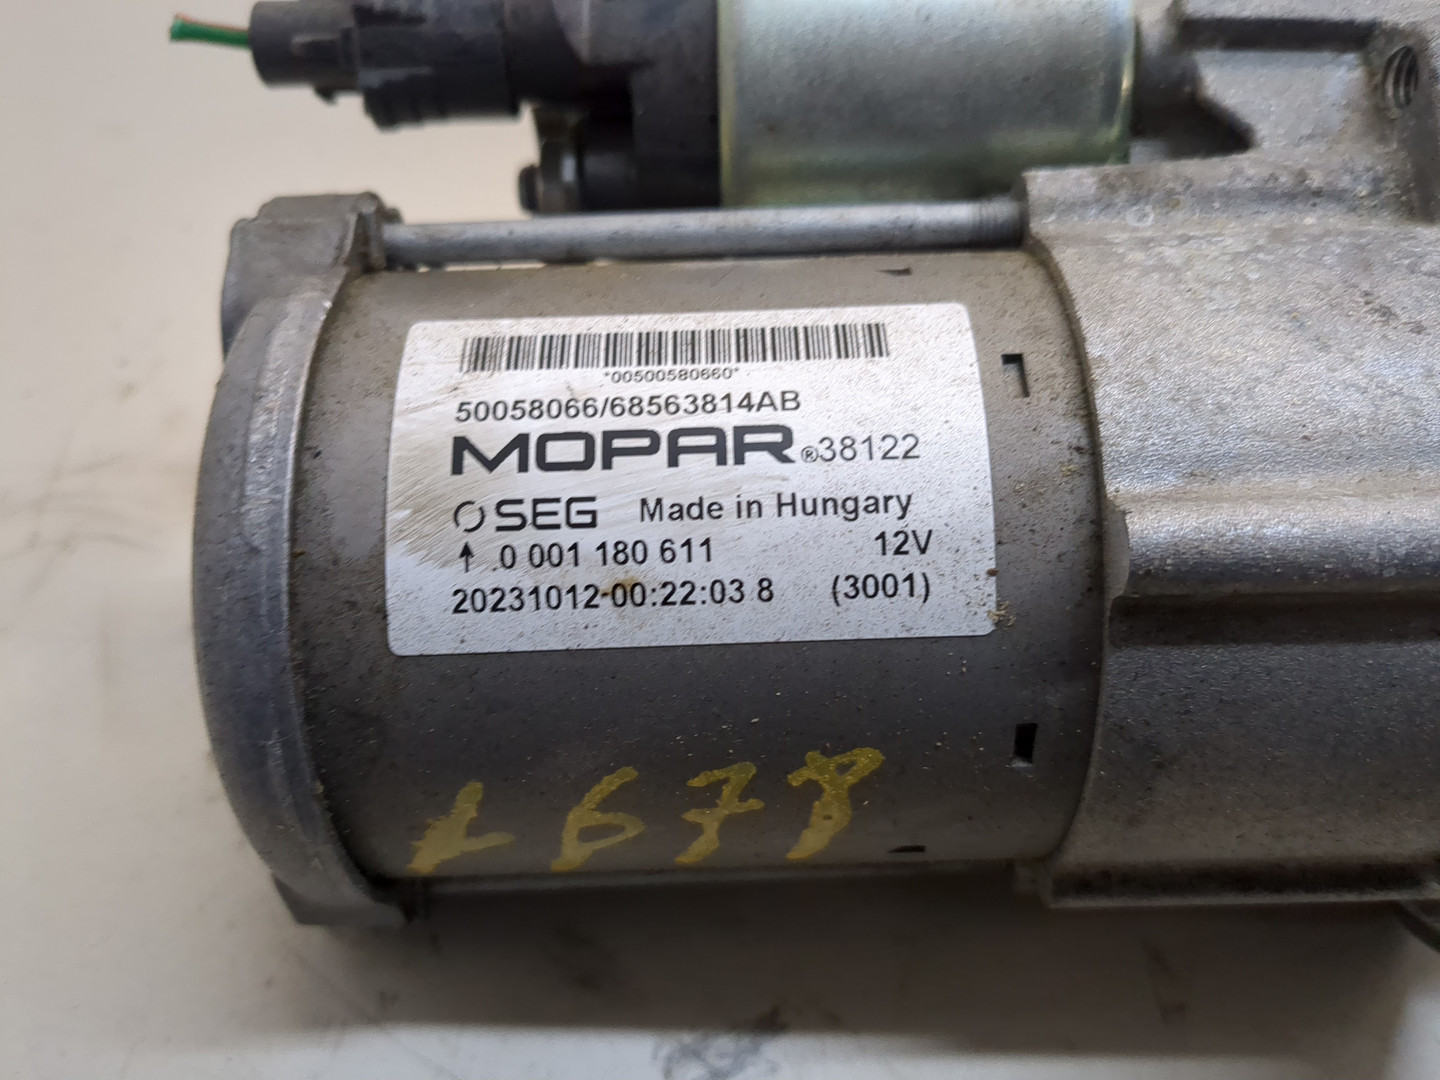 *00500580660*
50058066/68563814AB
MOPAR®38122
SEG Made in Hungary
↑ .0 001 180 611 12V
20231012-00:22:03 8 (3001)
L678